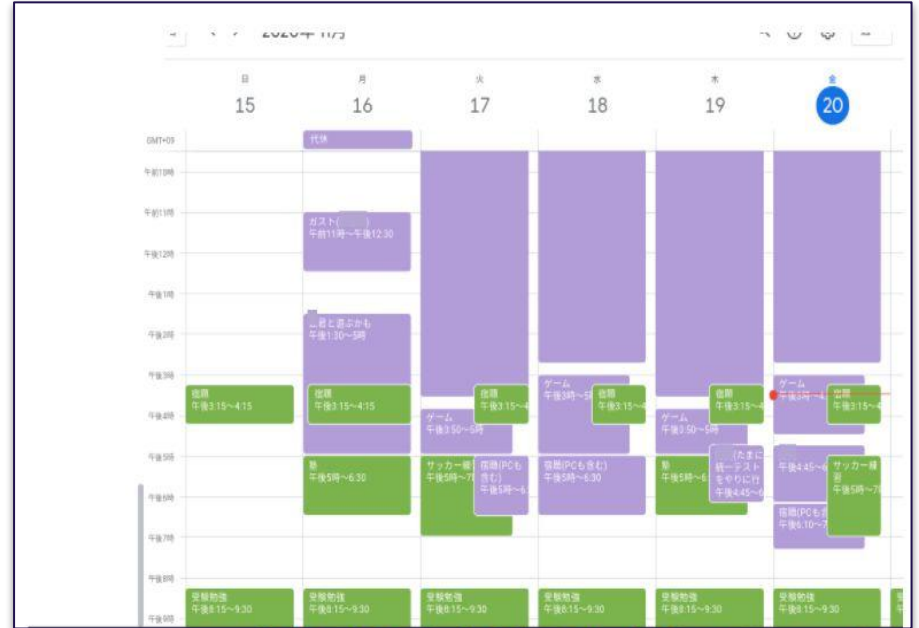 2020年 11月
日 月 火 水 木 金
15 16 17 18 19 20
GMT+09
代休
午前10時
午前11時
ガスト( )
午前11時～午後12:30
午後12時
午後1時
君と遊ぶかも
午後1:30～5時
午後2時
午後3時
宿題
午後3:15～4:15
宿題
午後3:15～4:15
宿題
午後3:15～4
ゲーム
午後3時～5
宿題
午後3:15～4
宿題
午後3:15～4
ゲーム
午後3時～4
宿題
午後3:15～4
午後4時
ゲーム
午後3:50～5時
ゲーム
午後3:50～5時
午後5時
塾
午後5時～6:30
サッカー練
午後5時～7
宿題(PCも
含む)
午後5時～6:
宿題(PCも含む)
午後5時～6:30
塾
午後5時～6
(たまに
統一テスト
をやりに行
午後4:45～6
午後4:45～6
サッカー練
習
午後5時～7
午後6時
宿題(PCも含
午後6:10～7
午後7時
午後8時
受験勉強
午後8:15～9:30
受験勉強
午後8:15～9:30
受験勉強
午後8:15～9:30
受験勉強
午後8:15～9:30
受験勉強
午後8:15～9:30
受験勉強
午後8:15～9:30
午後9時